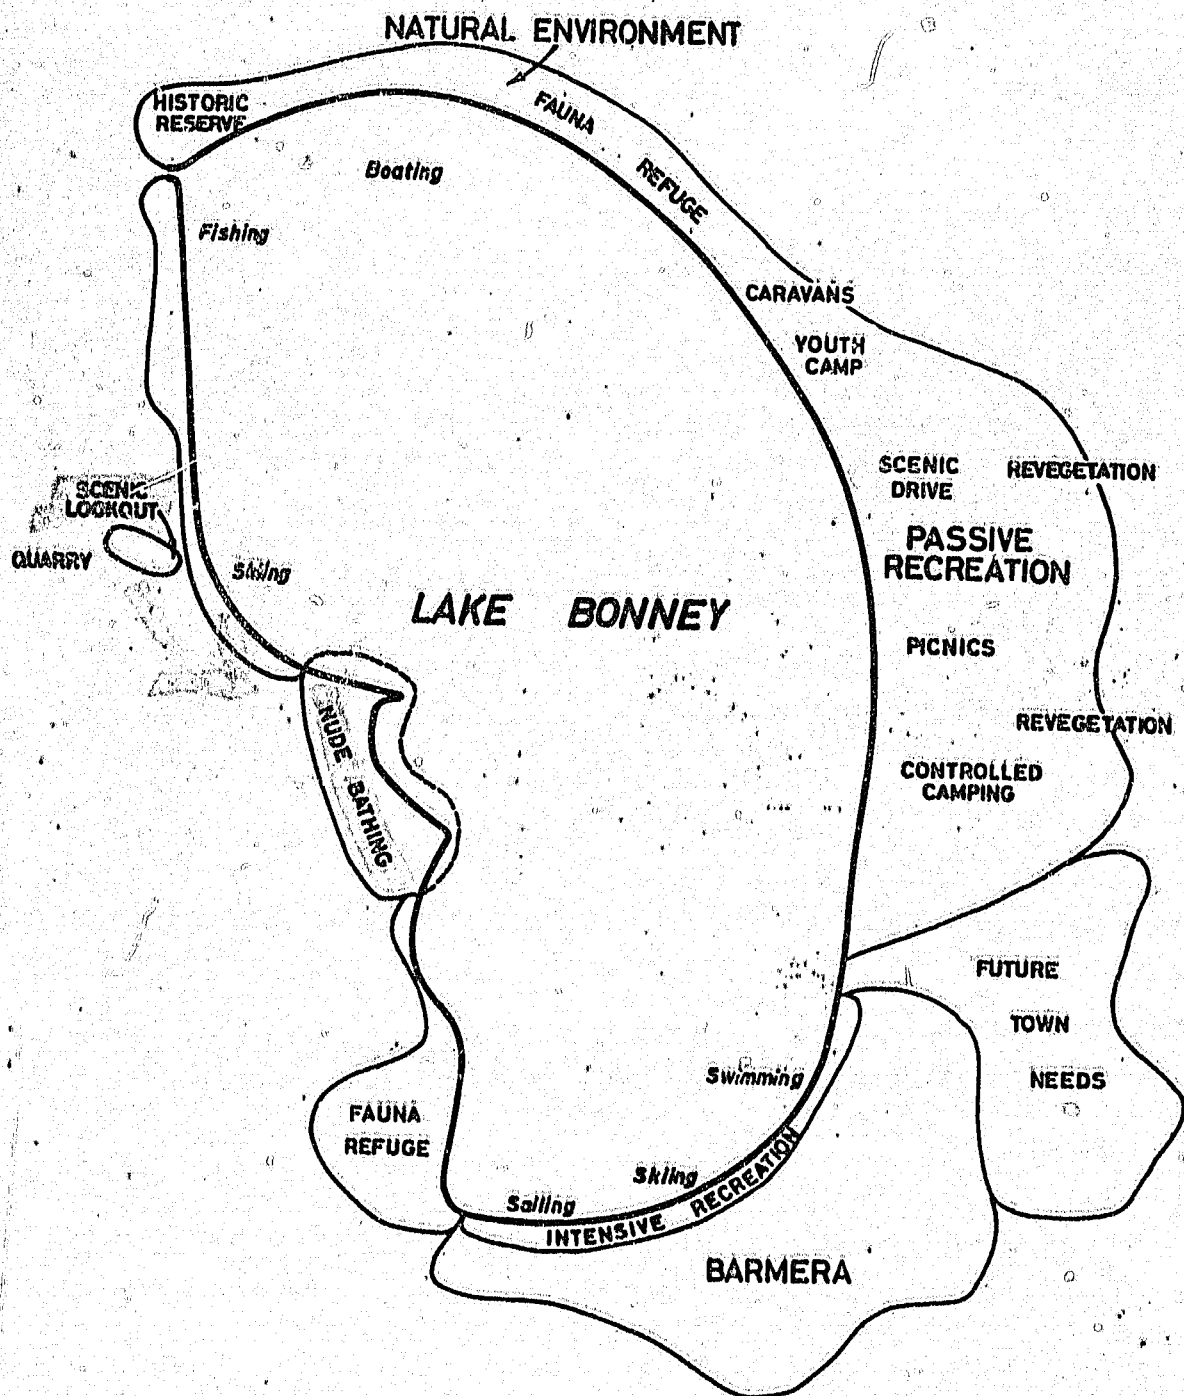 NATURAL ENVIRONMENT
HISTORIC
RESERVE
FAUNA
REFUGE
Boating
Fishing
CARAVANS
YOUTH
CAMP
SCENIC
DRIVE
REVEGETATION
SCENIC
LOOKOUT
QUARRY
PASSIVE
RECREATION
Skiing
LAKE BONNEY
PICNICS
NUDE BATHING
REVEGETATION
CONTROLLED
CAMPING
FUTURE
TOWN
NEEDS
Swimming
FAUNA
REFUGE
Skiing
Sailing
INTENSIVE RECREATION
BARMERA